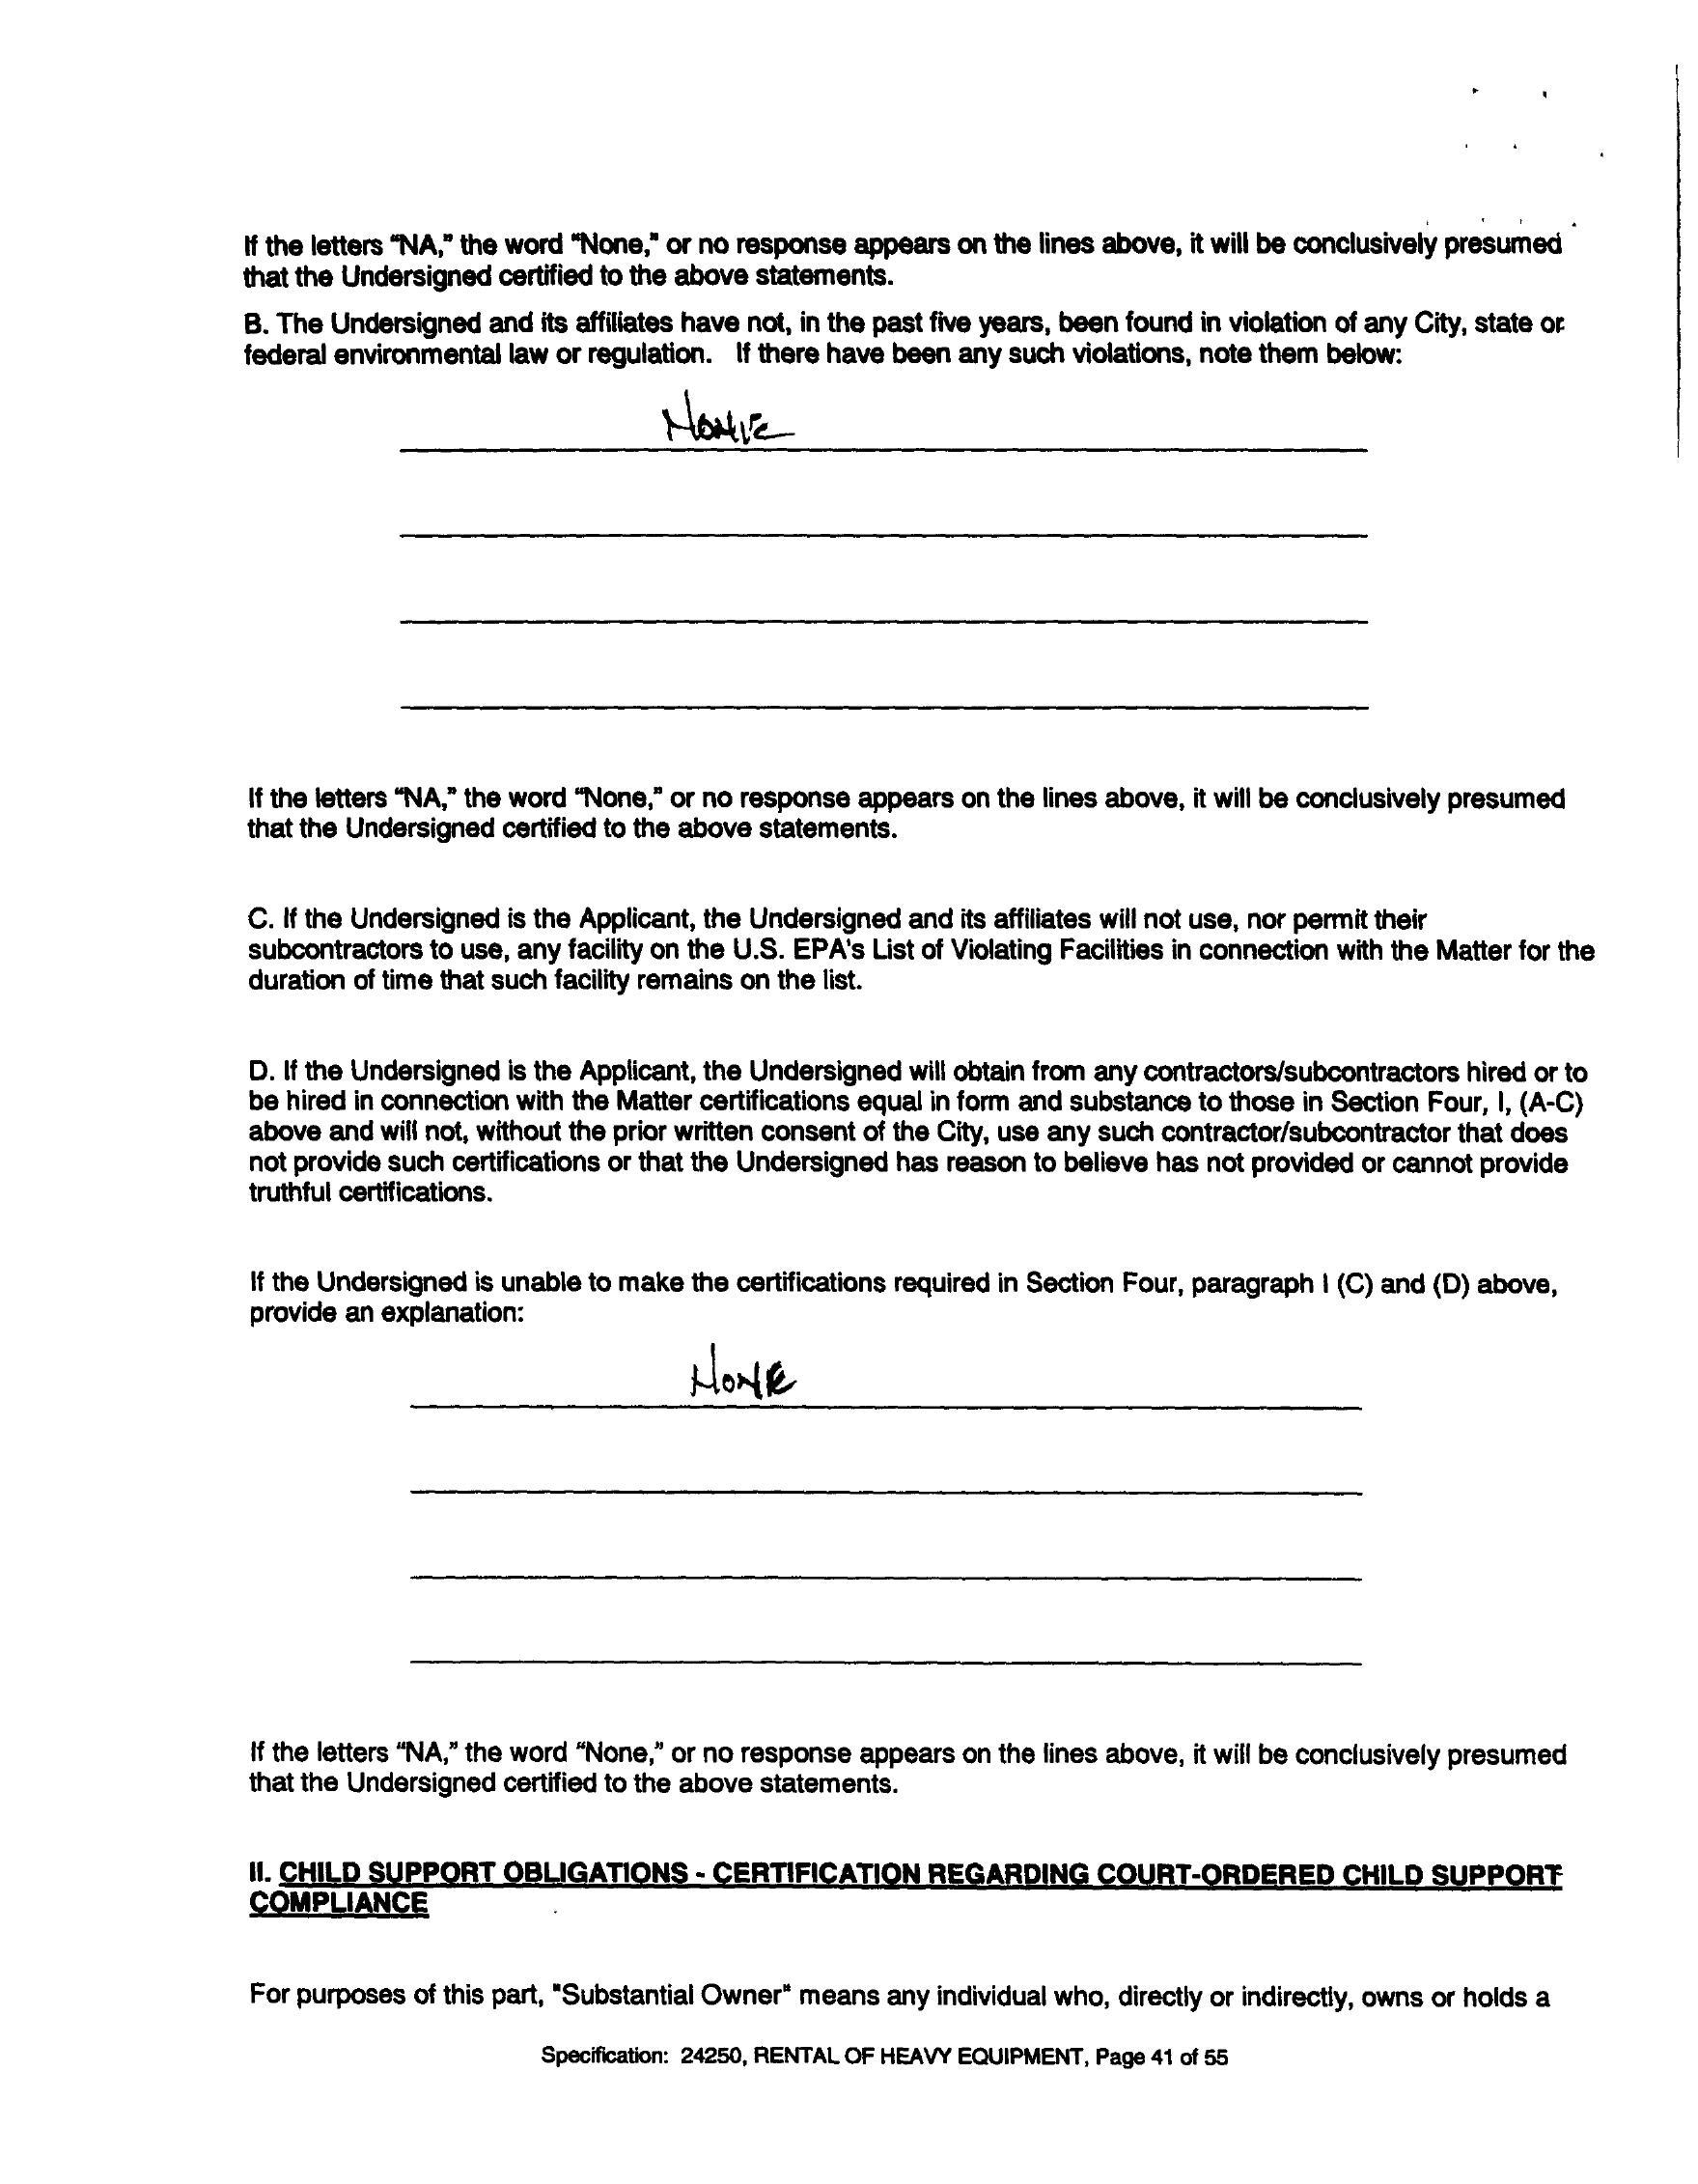 If the letters “NA,” the word “None,” or no response appears on the lines above, it will be conclusively presumed
that the Undersigned certified to the above statements.
B. The Undersigned and its affiliates have not, in the past five years, been found in violation of any City, state or
federal environmental law or regulation. If there have been any such violations, note them below:
None
If the letters “NA,” the word “None,” or no response appears on the lines above, it will be conclusively presumed
that the Undersigned certified to the above statements.
C. If the Undersigned is the Applicant, the Undersigned and its affiliates will not use, nor permit their
subcontractors to use, any facility on the U.S. EPA's List of Violating Facilities in connection with the Matter for the
duration of time that such facility remains on the list.
D. If the Undersigned is the Applicant, the Undersigned will obtain from any contractors/subcontractors hired or to
be hired in connection with the Matter certifications equal in form and substance to those in Section Four, I, (A-C)
above and will not, without the prior written consent of the City, use any such contractor/subcontractor that does
not provide such certifications or that the Undersigned has reason to believe has not provided or cannot provide
truthful certifications.
If the Undersigned is unable to make the certifications required in Section Four, paragraph I (C) and (D) above,
provide an explanation:
None
If the letters “NA,” the word “None,” or no response appears on the lines above, it will be conclusively presumed
that the Undersigned certified to the above statements.
II. CHILD SUPPORT OBLIGATIONS - CERTIFICATION REGARDING COURT-ORDERED CHILD SUPPORT
COMPLIANCE
For purposes of this part, "Substantial Owner" means any individual who, directly or indirectly, owns or holds a
Specification: 24250, RENTAL OF HEAVY EQUIPMENT, Page 41 of 55